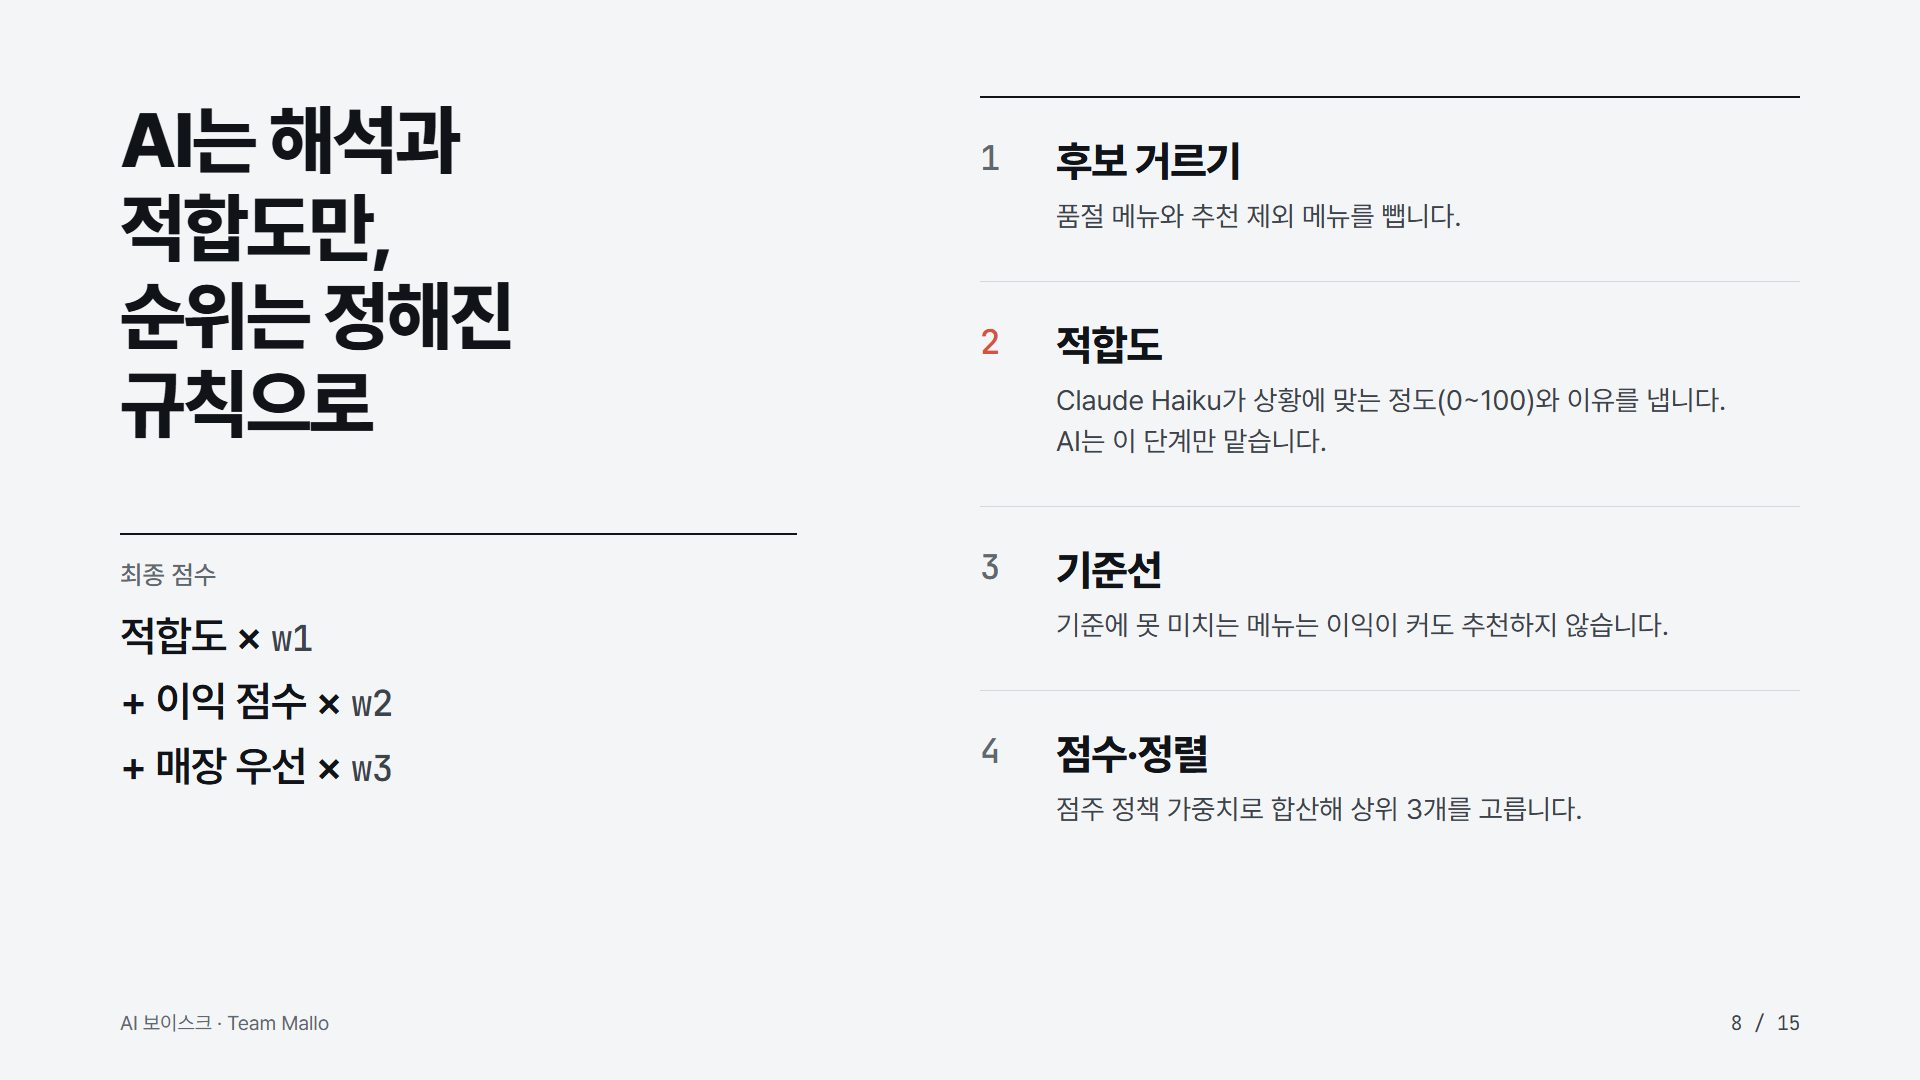 AI는 해석과
적합도만,
순위는 정해진
규칙으로
최종 점수
적합도 × w1
+ 이익 점수 × w2
+ 매장 우선 × w3
1 후보 거르기
품절 메뉴와 추천 제외 메뉴를 뺍니다.
2 적합도
Claude Haiku가 상황에 맞는 정도(0~100)와 이유를 냅니다.
AI는 이 단계만 맡습니다.
3 기준선
기준에 못 미치는 메뉴는 이익이 커도 추천하지 않습니다.
4 점수·정렬
점주 정책 가중치로 합산해 상위 3개를 고릅니다.
AI 보이스크 · Team Mallo
8 / 15